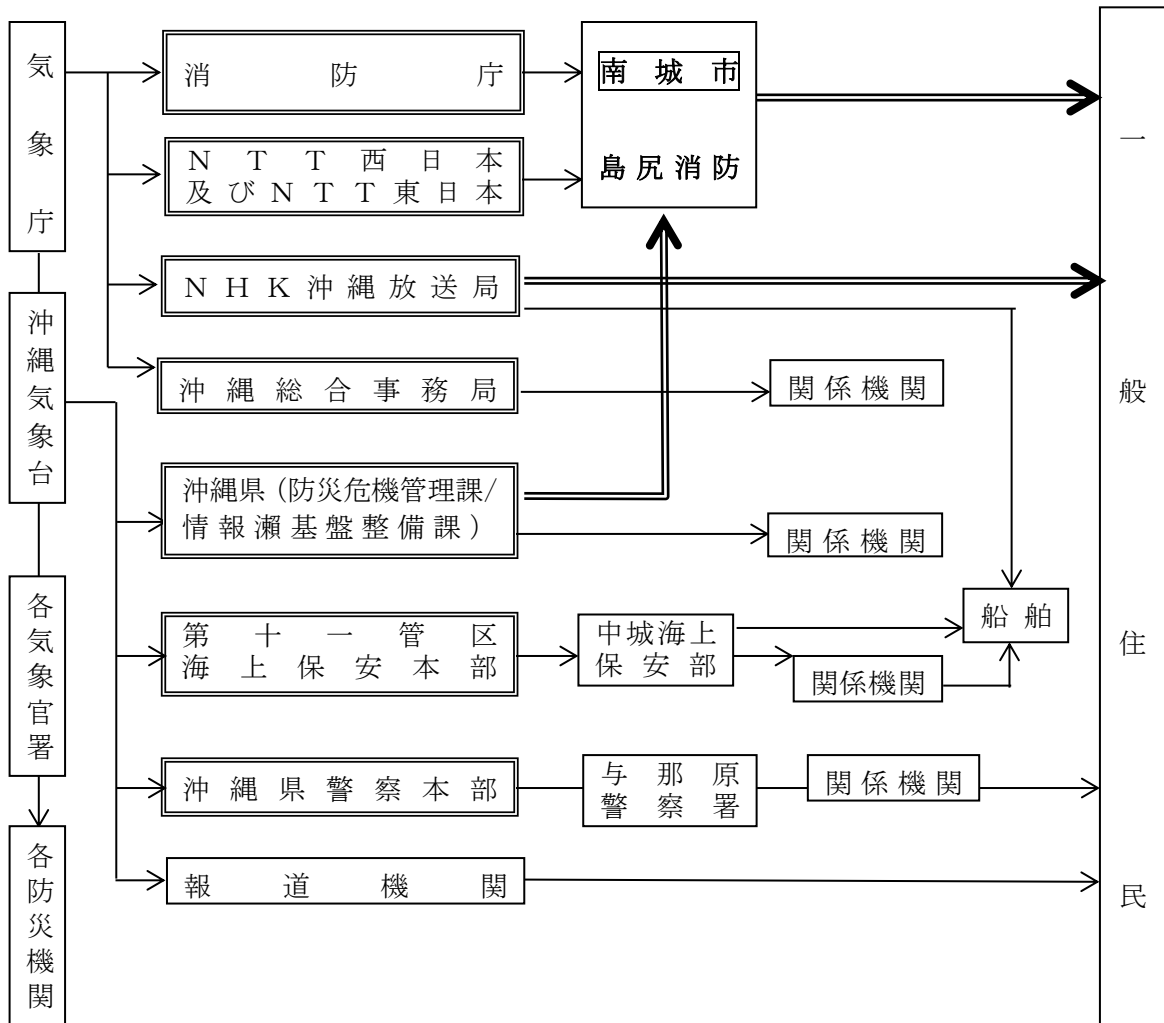 気象庁
消防庁
南城市
島尻消防
NTT西日本
及びNTT東日本
NHK沖縄放送局
沖縄気象台
沖縄総合事務局
関係機関
沖縄県(防災危機管理課/
情報瀬基盤整備課)
関係機関
各気象官署
第十一管区
海上保安本部
中城海上
保安部
船舶
関係機関
沖縄県警察本部
与那原
警察署
関係機関
各防災機関
報道機関
一般住民